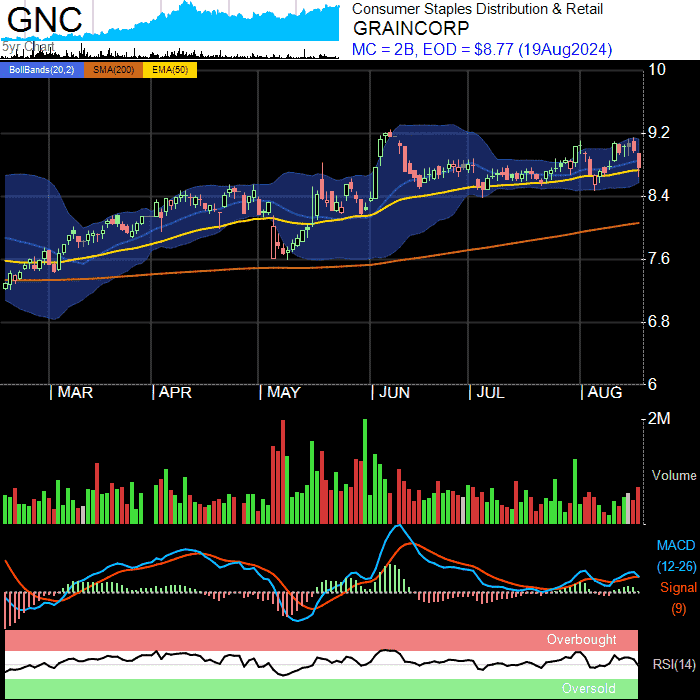 GNC
5yr Chart
Consumer Staples Distribution & Retail
GRAINCORP
MC = 2B, EOD = $8.77 (19Aug2024)
BollBands(20,2) SMA(200) EMA(50)
10
9.2
8.4
7.6
6.8
6
MAR APR MAY JUN JUL AUG
2M
Volume
MACD
(12-26)
Signal
(9)
Overbought
RSI(14)
Oversold